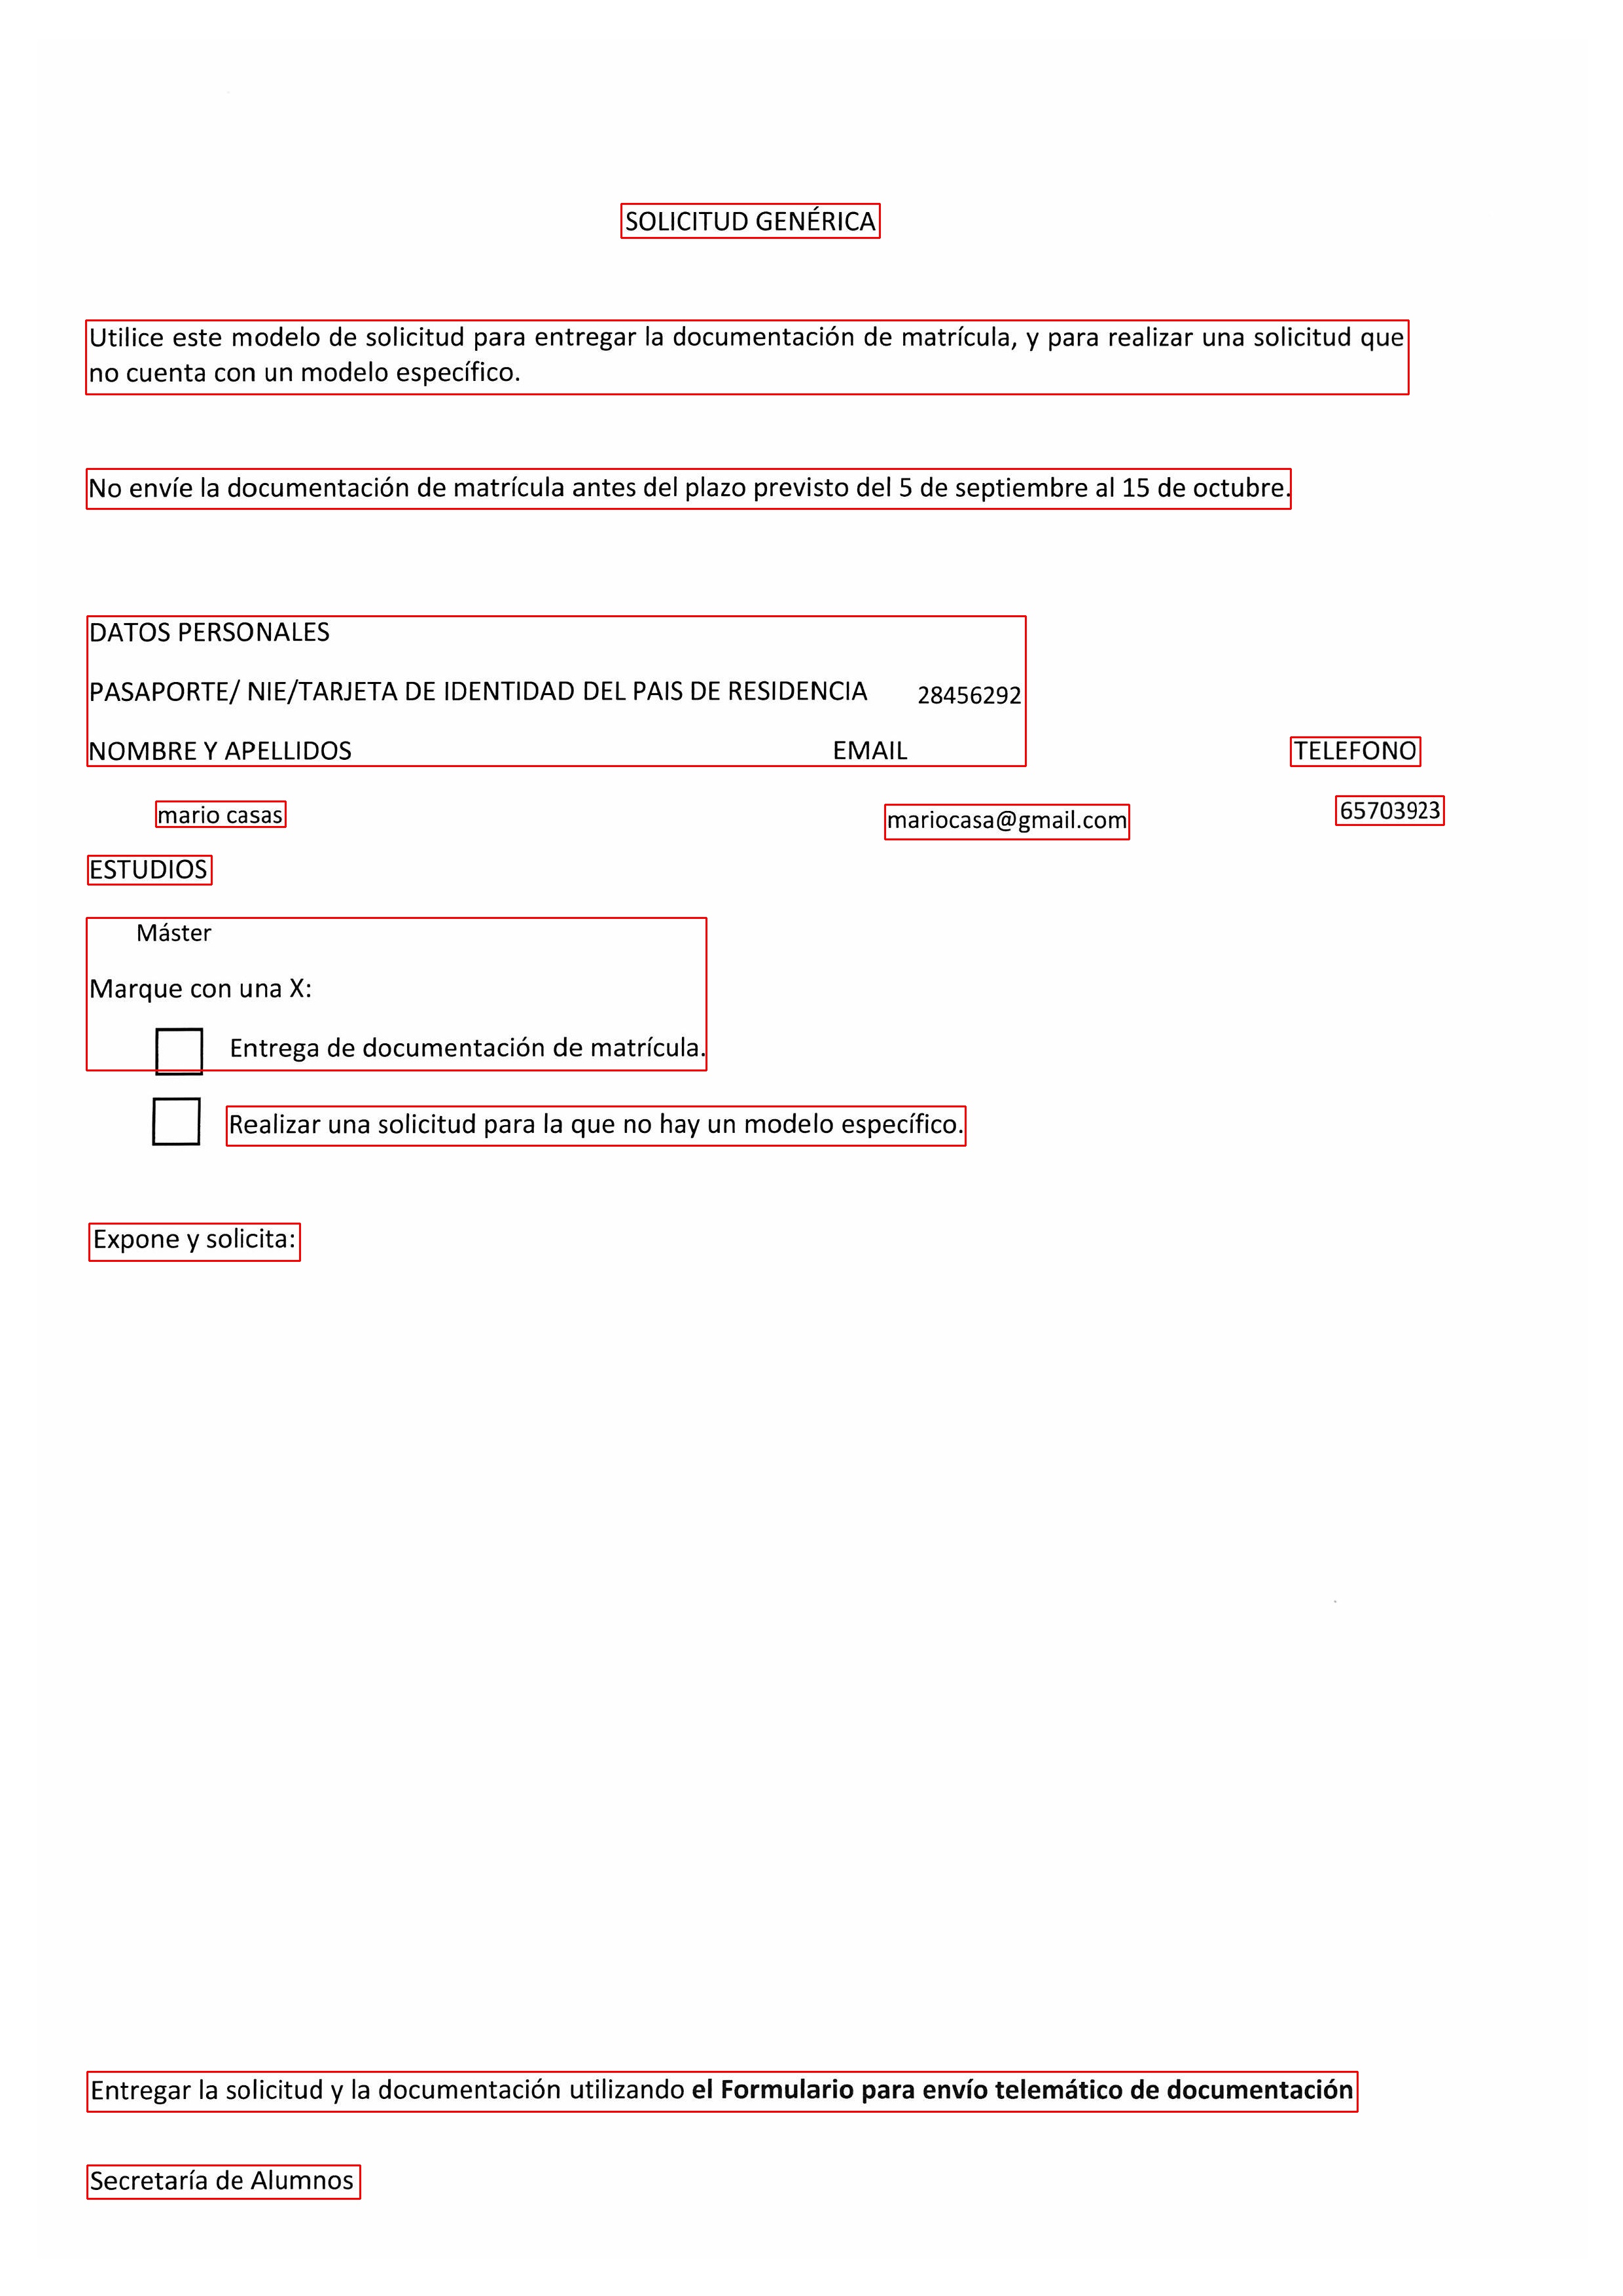 SOLICITUD GENÉRICA
Utilice este modelo de solicitud para entregar la documentación de matrícula, y para realizar una solicitud que
no cuenta con un modelo específico.
No envíe la documentación de matrícula antes del plazo previsto del 5 de septiembre al 15 de octubre.
DATOS PERSONALES
PASAPORTE/ NIE/TARJETA DE IDENTIDAD DEL PAIS DE RESIDENCIA 28456292
NOMBRE Y APELLIDOS EMAIL TELEFONO
mario casas mariocasa@gmail.com 65703923
ESTUDIOS
Máster
Marque con una X:
Entrega de documentación de matrícula.
Realizar una solicitud para la que no hay un modelo específico.
Expone y solicita:
Entregar la solicitud y la documentación utilizando el Formulario para envío telemático de documentación
Secretaría de Alumnos